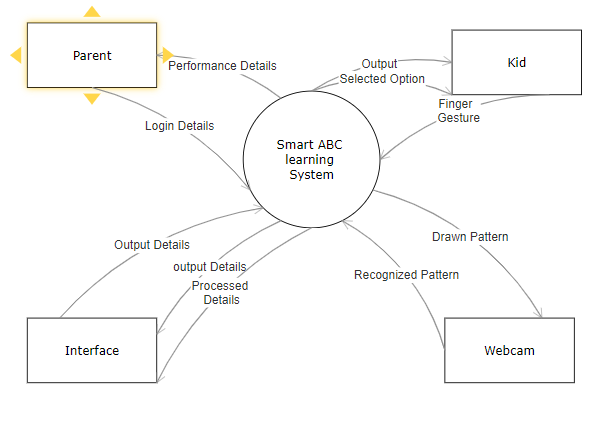 Parent
Performance Details
Output
Selected Option
Kid
Finger
Gesture
Login Details
Smart ABC
learning
System
Output Details
output Details
Processed
Details
Drawn Pattern
Recognized Pattern
Interface
Webcam